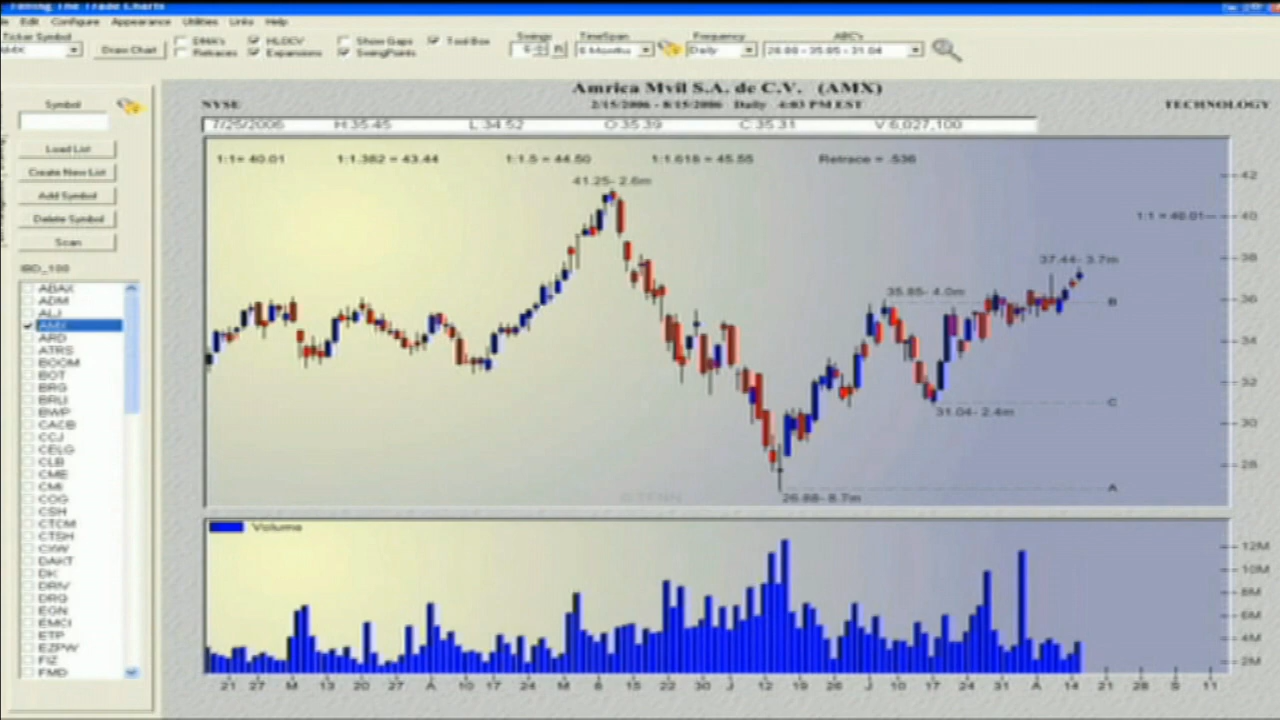 Timing The Trade Charts
Edit Configure Appearance Utilities Links Help
Ticker Symbol
AMX
Draw Chart
DMA's
Retraces
HLOCV
Expansions
Show Gaps
SwingPoints
Tool Box
Swings
TimeSpan
6 Months
Frequency
Daily
ABC's
26.88 - 35.85 - 31.04
Symbol
Load List
Create New List
Add Symbol
Delete Symbol
Scan
IBD_100
ABAX
ADM
ALJ
AMX
ARD
ATRS
BOOM
BOT
BRG
BRLI
BWP
CACB
CCJ
CELG
CLB
CME
CMI
COG
CSH
CTCM
CTSH
CXW
DAKT
DK
DRIV
DRQ
EGN
EMCI
ETP
EZPW
FIZ
FMD
Amrica Mvil S.A. de C.V. (AMX)
NYSE
2/15/2006 - 8/15/2006 Daily 4:03 PM EST
TECHNOLOGY
7/25/2006 H:35.45 L:34.52 O:35.39 C:35.31 V:6,027,100
1:1= 40.01 1:1.382 = 43.44 1:1.5 = 44.50 1:1.618 = 45.55 Retrace = .536
41.25- 2.6m
1:1 = 40.01
37.44- 3.7m
35.85- 4.0m
B
31.04- 2.4m
C
26.88- 8.7m
A
42
40
38
36
34
32
30
28
Volume
12M
10M
8M
6M
4M
2M
21 27 M 13 20 27 A 10 17 24 M 8 15 22 30 J 12 19 26 J 10 17 24 31 A 14 21 28 S 11